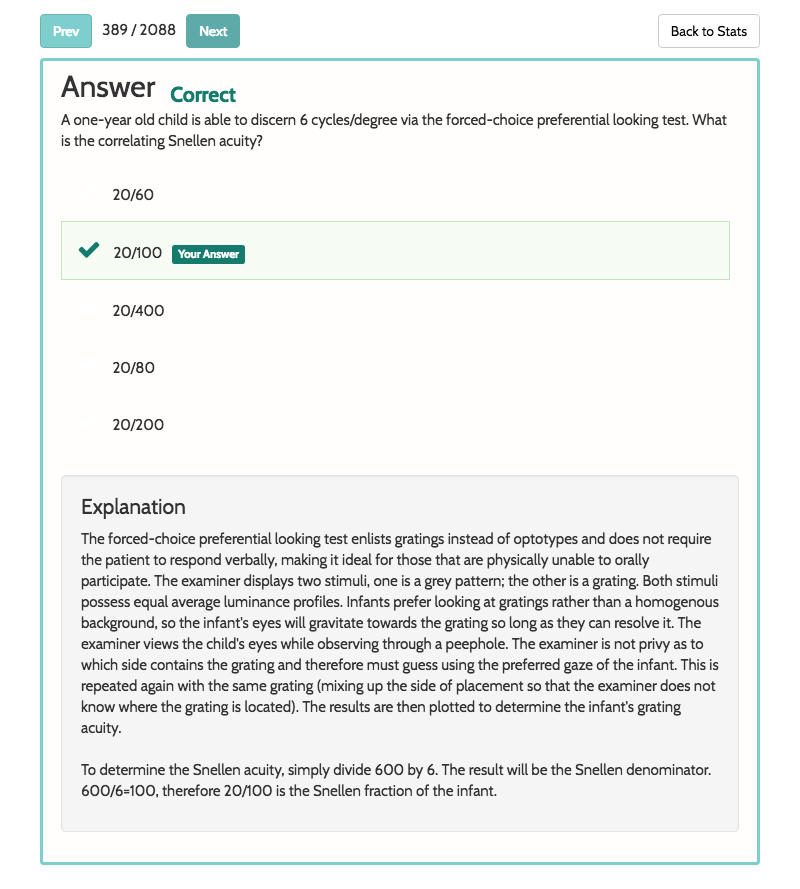 Prev 389 / 2088 Next Back to Stats
Answer Correct
A one-year old child is able to discern 6 cycles/degree via the forced-choice preferential looking test. What
is the correlating Snellen acuity?
20/60
20/100 Your Answer
20/400
20/80
20/200
Explanation
The forced-choice preferential looking test enlists gratings instead of optotypes and does not require
the patient to respond verbally, making it ideal for those that are physically unable to orally
participate. The examiner displays two stimuli, one is a grey pattern; the other is a grating. Both stimuli
possess equal average luminance profiles. Infants prefer looking at gratings rather than a homogenous
background, so the infant's eyes will gravitate towards the grating so long as they can resolve it. The
examiner views the child's eyes while observing through a peephole. The examiner is not privy as to
which side contains the grating and therefore must guess using the preferred gaze of the infant. This is
repeated again with the same grating (mixing up the side of placement so that the examiner does not
know where the grating is located). The results are then plotted to determine the infant's grating
acuity.
To determine the Snellen acuity, simply divide 600 by 6. The result will be the Snellen denominator.
600/6=100, therefore 20/100 is the Snellen fraction of the infant.